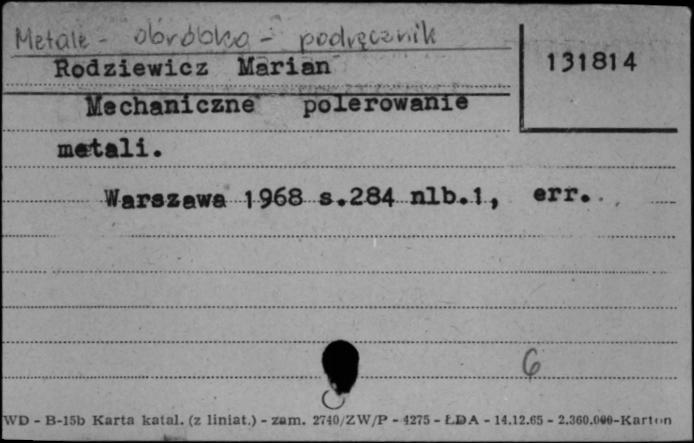 Metale - obróbka - podręcznik
Rodziewicz Marian
131814
Mechaniczne polerowanie
metali.
Warszawa 1968 s.284 nlb.1, err.
6
WD - B-15b Karta katal. (z liniat.) - zam. 2740/ZW/P - 4275 - ŁDA - 14.12.65 - 2.360.000-Karton